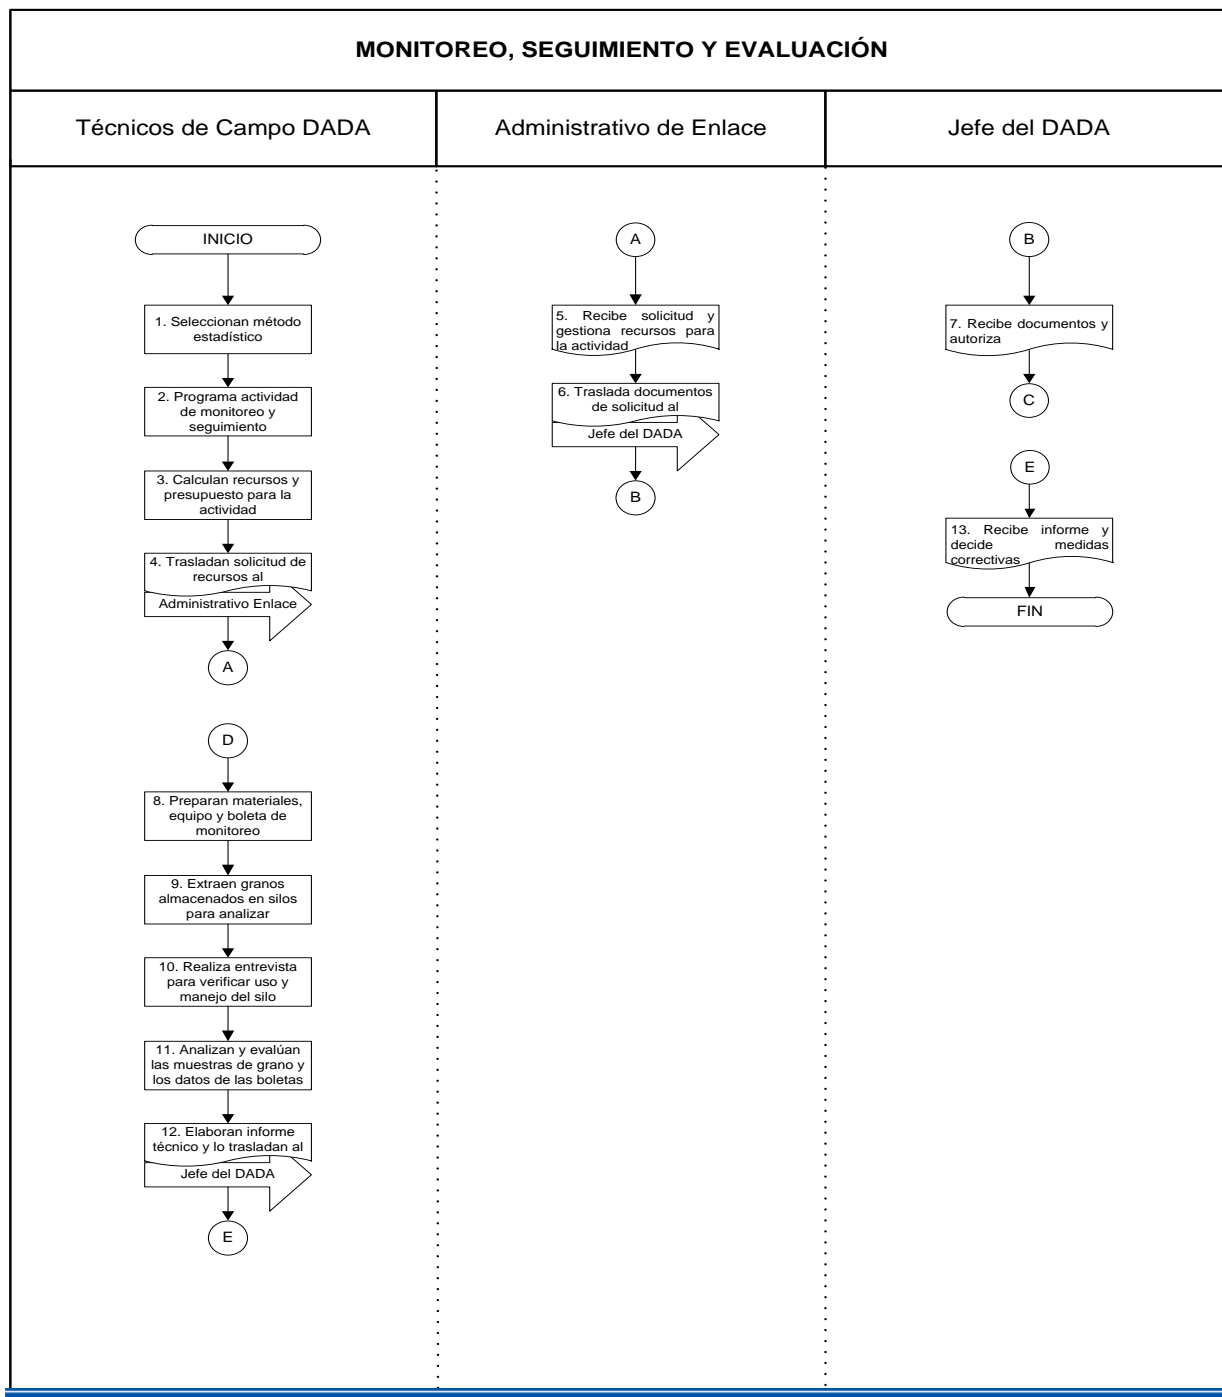 MONITOREO, SEGUIMIENTO Y EVALUACIÓN
Técnicos de Campo DADA
Administrativo de Enlace
Jefe del DADA
INICIO
1. Seleccionan método
estadístico
2. Programa actividad
de monitoreo y
seguimiento
3. Calculan recursos y
presupuesto para la
actividad
4. Trasladan solicitud de
recursos al
Administrativo Enlace
A
D
8. Preparan materiales,
equipo y boleta de
monitoreo
9. Extraen granos
almacenados en silos
para analizar
10. Realiza entrevista
para verificar uso y
manejo del silo
11. Analizan y evalúan
las muestras de grano y
los datos de las boletas
12. Elaboran informe
técnico y lo trasladan al
Jefe del DADA
E
A
5. Recibe solicitud y
gestiona recursos para
la actividad
6. Traslada documentos
de solicitud al
Jefe del DADA
B
B
7. Recibe documentos y
autoriza
C
E
13. Recibe informe y
decide medidas
correctivas
FIN